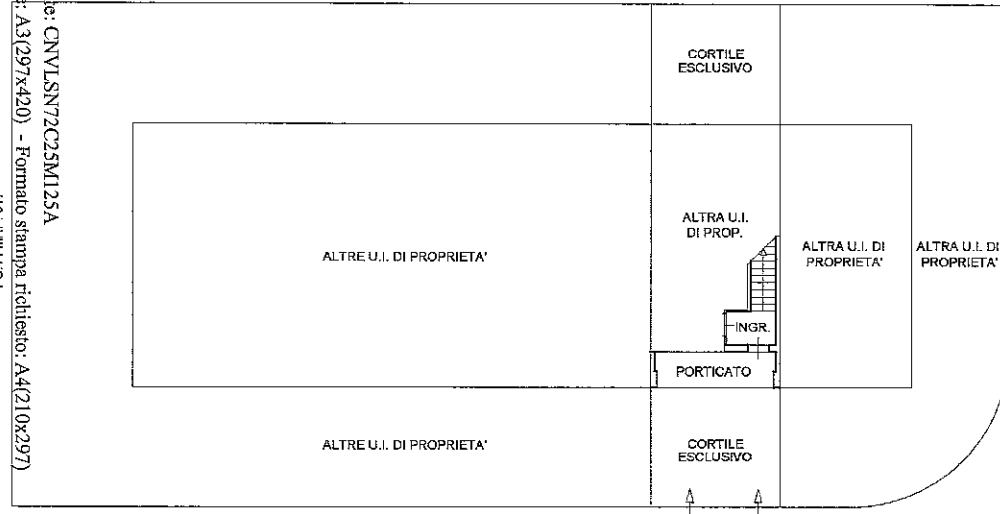 te: CNVLSN72C25M125A
e: A3(297x420) - Formato stampa richiesto: A4(210x297)
CORTILE
ESCLUSIVO
ALTRE U.I. DI PROPRIETA'
ALTRA U.I.
DI PROP.
ALTRA U.I. DI
PROPRIETA'
ALTRA U.I. DI
PROPRIETA'
INGR.
PORTICATO
ALTRE U.I. DI PROPRIETA'
CORTILE
ESCLUSIVO